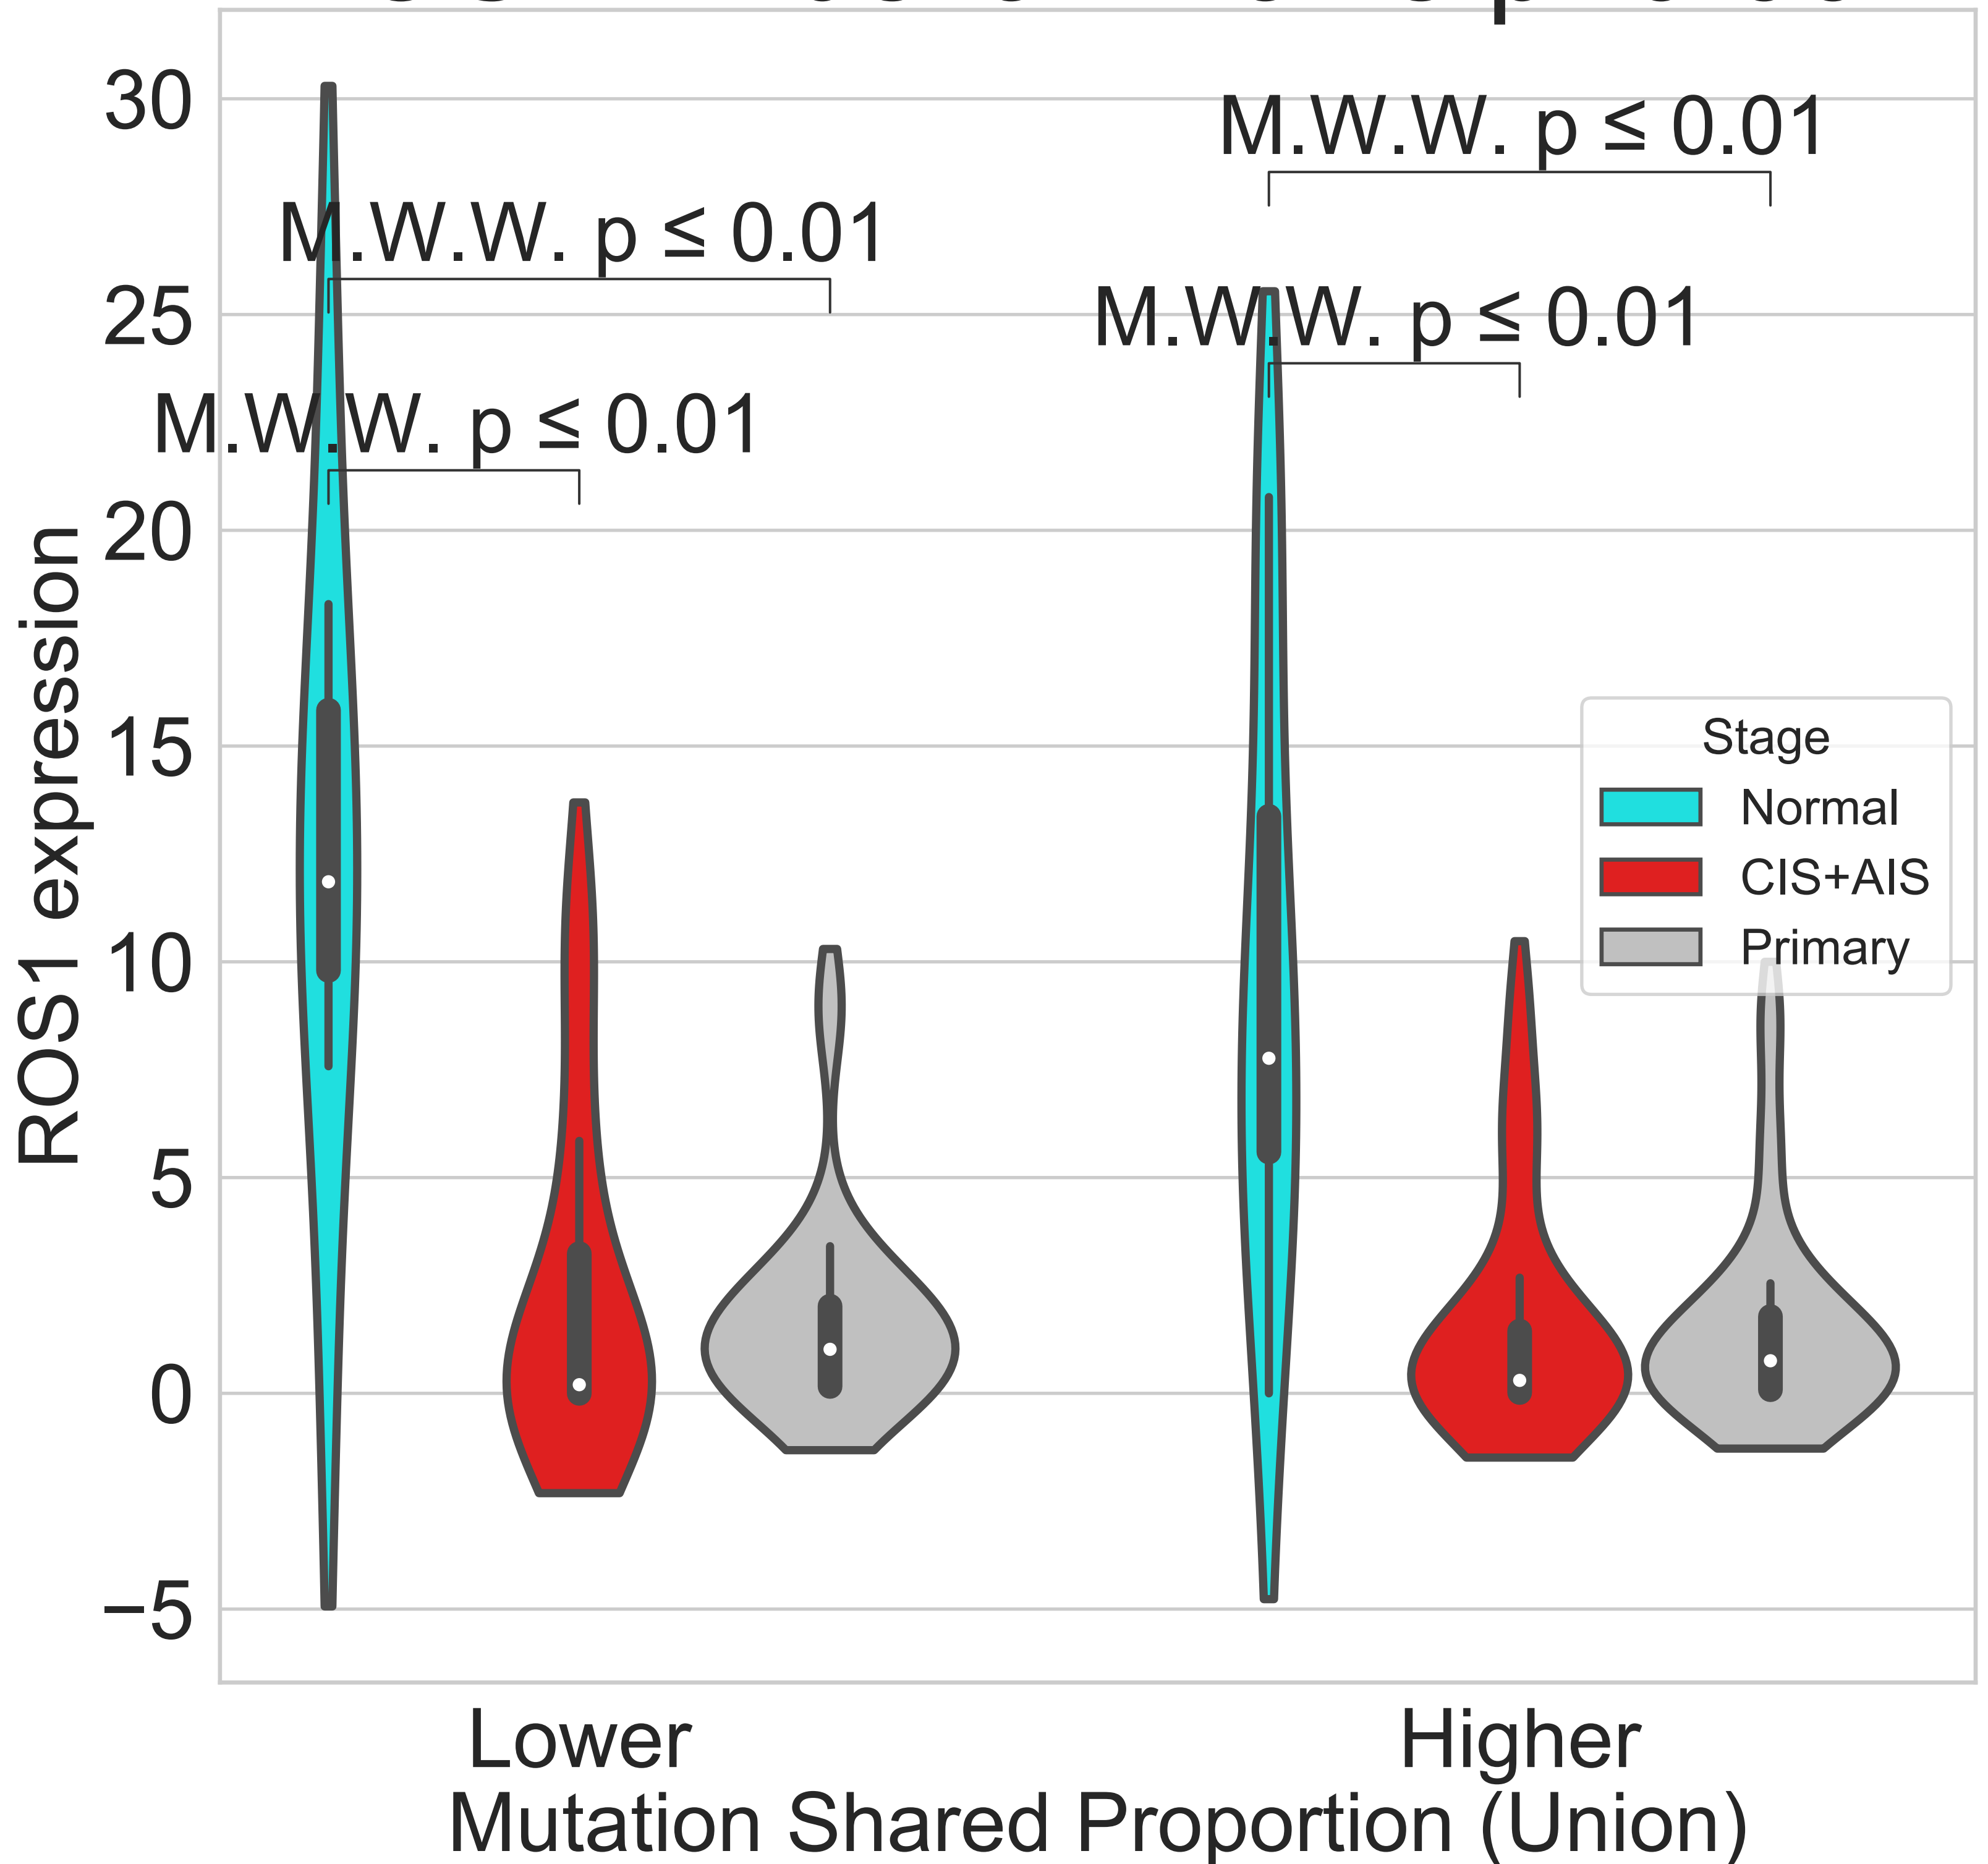 M.W.W. p ≤ 0.01
M.W.W. p ≤ 0.01
M.W.W. p ≤ 0.01
M.W.W. p ≤ 0.01
30
25
20
15
10
5
0
−5
ROS1 expression
Stage
Normal
CIS+AIS
Primary
Lower
Higher
Mutation Shared Proportion (Union)